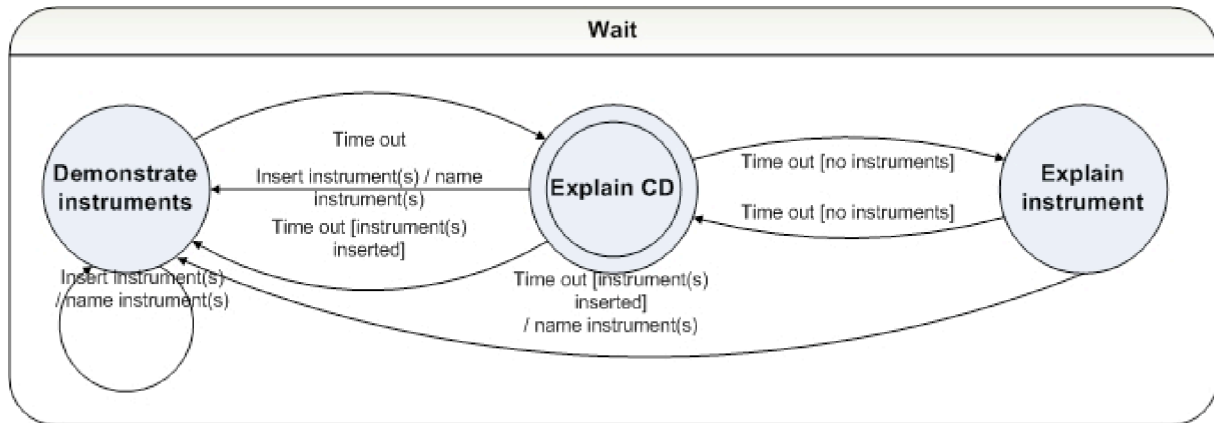 Wait
Demonstrate
instruments
Time out
Insert instrument(s) / name
instrument(s)
Time out [instrument(s)
inserted]
Insert instrument(s)
/ name instrument(s)
Explain CD
Time out [instrument(s)
inserted]
/ name instrument(s)
Time out [no instruments]
Time out [no instruments]
Explain
instrument